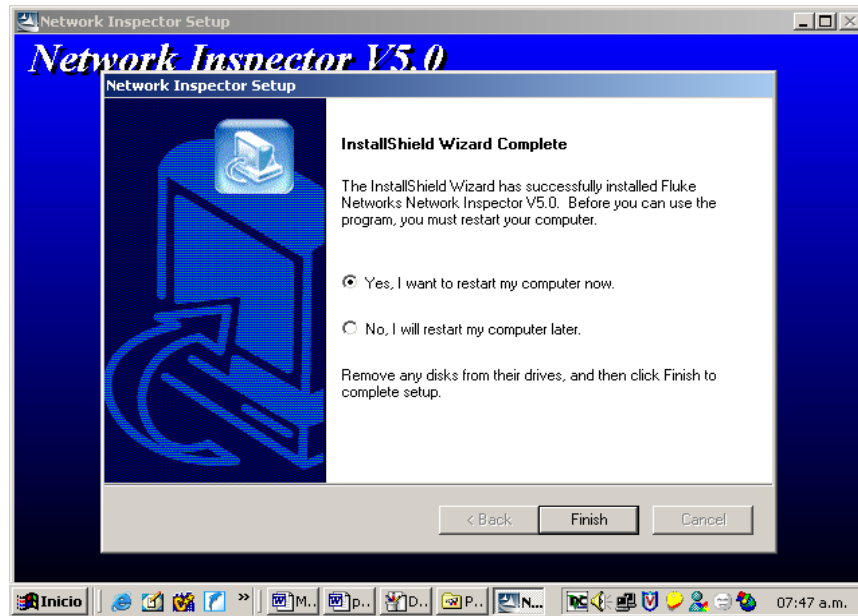 Network Inspector Setup
Network Inspector V5.0
Network Inspector Setup
InstallShield Wizard Complete
The InstallShield Wizard has successfully installed Fluke
Networks Network Inspector V5.0. Before you can use the
program, you must restart your computer.
Yes, I want to restart my computer now.
No, I will restart my computer later.
Remove any disks from their drives, and then click Finish to
complete setup.
< Back Finish Cancel
Inicio » M.. p.. D.. P.. N... 07:47 a.m.